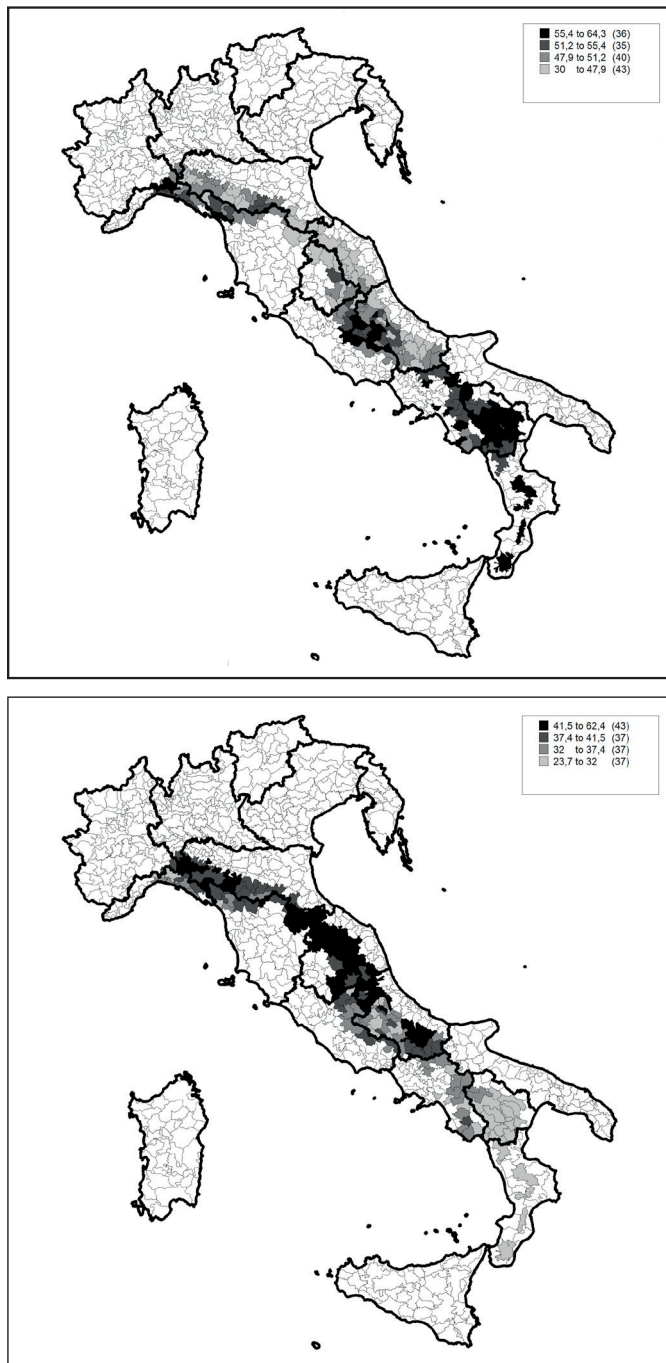 55,4 to 64,3 (36)
51,2 to 55,4 (35)
47,9 to 51,2 (40)
30 to 47,9 (43)
41,5 to 62,4 (43)
37,4 to 41,5 (37)
32 to 37,4 (37)
23,7 to 32 (37)